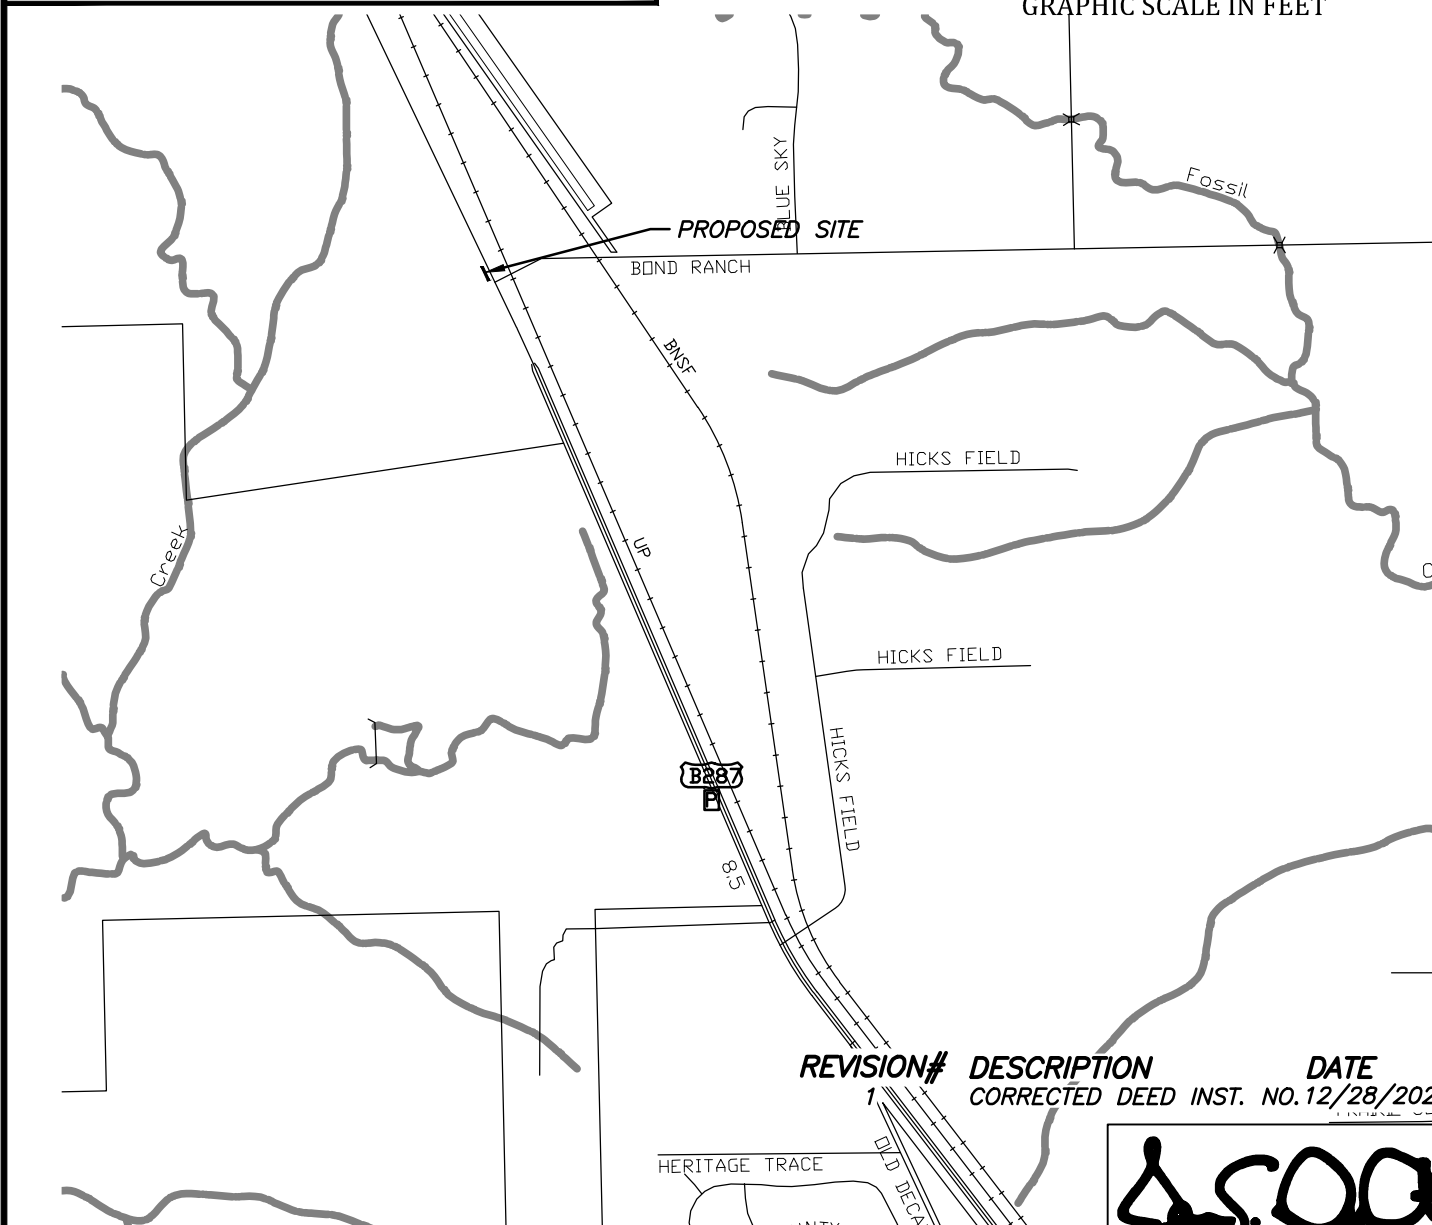 GRAPHIC SCALE IN FEET
BLUE SKY
Fossil
PROPOSED SITE
BOND RANCH
BNSF
HICKS FIELD
Creek
UP
HICKS FIELD
HICKS FIELD
B287
P
8.5
REVISION# DESCRIPTION DATE
1 CORRECTED DEED INST. NO. 12/28/202
OLD DECA
HERITAGE TRACE